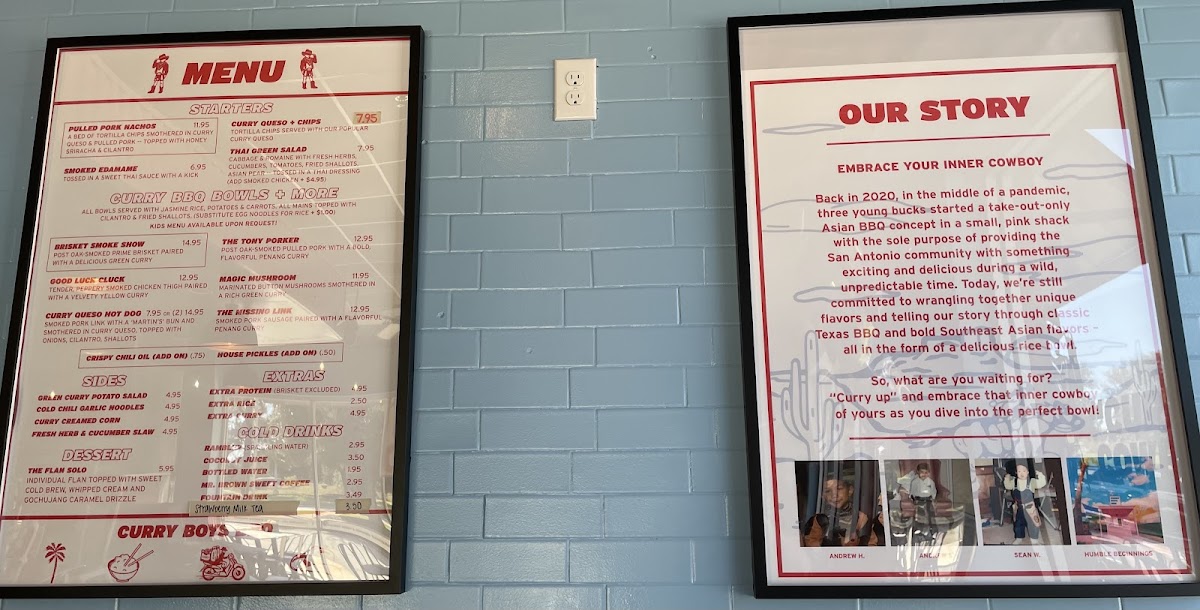 MENU
STARTERS
PULLED PORK NACHOS 11.95
A BED OF TORTILLA CHIPS SMOTHERED IN CURRY
QUESO & PULLED PORK – TOPPED WITH HONEY
SRIRACHA & CILANTRO
SMOKED EDAMAME 6.95
TOSSED IN A SWEET THAI SAUCE WITH A KICK
CURRY QUESO + CHIPS 7.95
TORTILLA CHIPS SERVED WITH OUR POPULAR
CURRY QUESO
THAI GREEN SALAD 7.95
CABBAGE & ROMAINE WITH FRESH HERBS,
CUCUMBERS, TOMATOES, FRIED SHALLOTS,
ASIAN PEAR – TOSSED IN A THAI DRESSING
(ADD SMOKED CHICKEN + $4.95)
CURRY BBQ BOWLS + MORE
ALL BOWLS SERVED WITH JASMINE RICE, POTATOES & CARROTS, ALL MAINS TOPPED WITH
CILANTRO & FRIED SHALLOTS, (SUBSTITUTE EGG NOODLES FOR RICE + $1.00)
KIDS MENU AVAILABLE UPON REQUEST!
BRISKET SMOKE SHOW 14.95
POST OAK-SMOKED PRIME BRISKET PAIRED
WITH A DELICIOUS GREEN CURRY
GOOD LUCK CLUCK 12.95
TENDER, PEPPERY SMOKED CHICKEN THIGH PAIRED
WITH A VELVETY YELLOW CURRY
CURRY QUESO HOT DOG 7.95 OR (2) 14.95
SMOKED PORK LINK WITH A 'MARTIN'S' BUN AND
SMOTHERED IN CURRY QUESO, TOPPED WITH
ONIONS, CILANTRO, SHALLOTS
THE TONY PORKER 12.95
POST OAK-SMOKED PULLED PORK WITH A BOLD,
FLAVORFUL PENANG CURRY
MAGIC MUSHROOM 11.95
MARINATED BUTTON MUSHROOMS SMOTHERED IN
A RICH GREEN CURRY
THE MISSING LINK 12.95
SMOKED PORK SAUSAGE PAIRED WITH A FLAVORFUL
PENANG CURRY
CRISPY CHILI OIL (ADD ON) (.75) HOUSE PICKLES (ADD ON) (.50)
SIDES
GREEN CURRY POTATO SALAD 4.95
COLD CHILI GARLIC NOODLES 4.95
CURRY CREAMED CORN 4.95
FRESH HERB & CUCUMBER SLAW 4.95
DESSERT
THE FLAN SOLO 5.95
INDIVIDUAL FLAN TOPPED WITH SWEET
COLD BREW, WHIPPED CREAM AND
GOCHUJANG CARAMEL DRIZZLE
EXTRAS
EXTRA PROTEIN (BRISKET EXCLUDED) 4.95
EXTRA RICE 2.50
EXTRA CURRY 4.95
COLD DRINKS
RAMBLER (SPARKLING WATER) 2.95
COCONUT JUICE 3.50
BOTTLED WATER 1.95
MR. BROWN SWEET COFFEE 2.95
FOUNTAIN DRINK 3.49
Strawberry Milk Tea 3.50
CURRY BOYS
OUR STORY
EMBRACE YOUR INNER COWBOY
Back in 2020, in the middle of a pandemic,
three young bucks started a take-out-only
Asian BBQ concept in a small, pink shack
with the sole purpose of providing the
San Antonio community with something
exciting and delicious during a wild,
unpredictable time. Today, we're still
committed to wrangling together unique
flavors and telling our story through classic
Texas BBQ and bold Southeast Asian flavors -
all in the form of a delicious rice bowl.
So, what are you waiting for?
"Curry up" and embrace that inner cowboy
of yours as you dive into the perfect bowl!
ANDREW H.
SEAN W.
HUMBLE BEGINNINGS